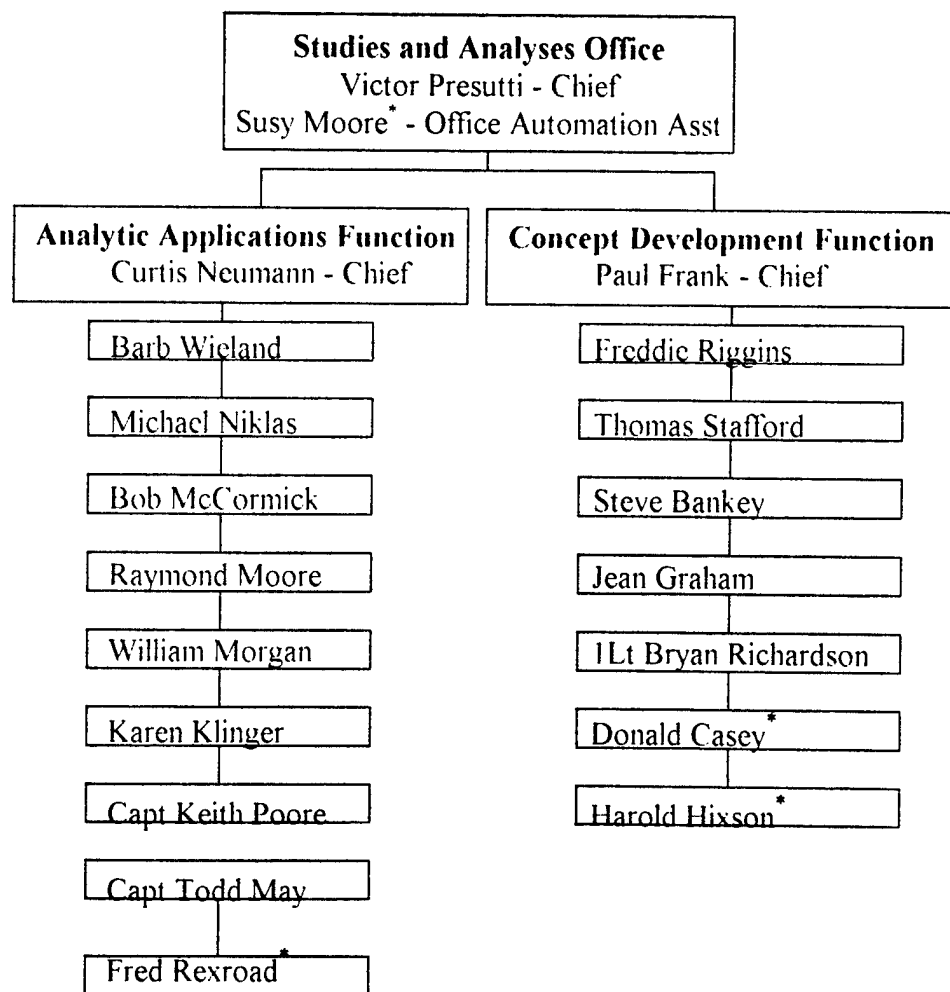 Studies and Analyses Office
Victor Presutti - Chief
Susy Moore* - Office Automation Asst
Analytic Applications Function
Curtis Neumann - Chief
Concept Development Function
Paul Frank - Chief
Barb Wieland
Michael Niklas
Bob McCormick
Raymond Moore
William Morgan
Karen Klinger
Capt Keith Poore
Capt Todd May
Fred Rexroad*
Freddie Riggins
Thomas Stafford
Steve Bankey
Jean Graham
1Lt Bryan Richardson
Donald Casey*
Harold Hixson*